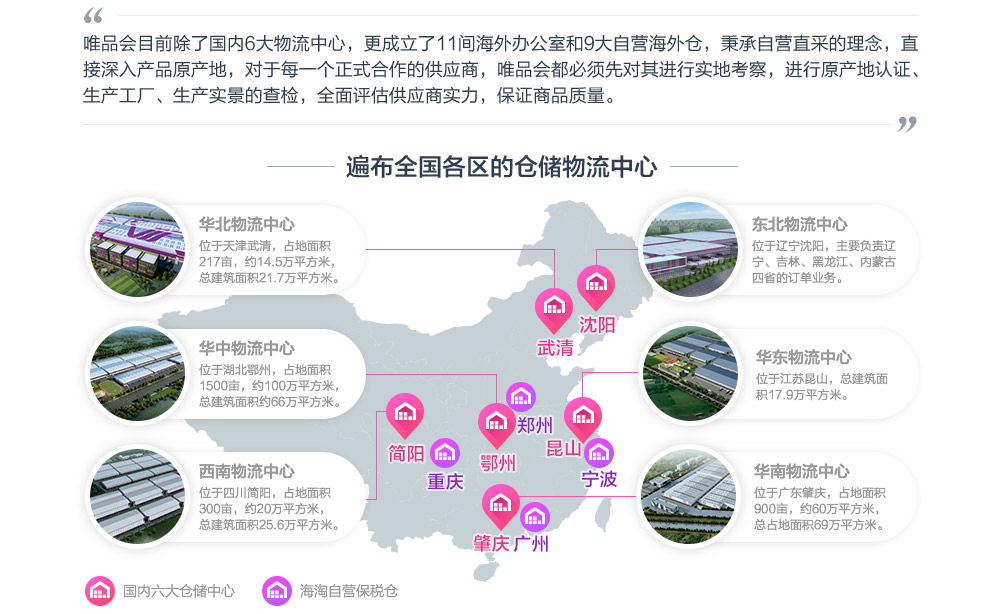 唯品会目前除了国内6大物流中心，更成立了11间海外办公室和9大自营海外仓，秉承自营直采的理念，直
接深入产品原产地，对于每一个正式合作的供应商，唯品会都必须先对其进行实地考察，进行原产地认证、
生产工厂、生产实景的查检，全面评估供应商实力，保证商品质量。
遍布全国各区的仓储物流中心
华北物流中心
位于天津武清，占地面积
217亩，约14.5万平方米，
总建筑面积21.7万平方米。
东北物流中心
位于辽宁沈阳，主要负责辽
宁、吉林、黑龙江、内蒙古
四省的订单业务。
华中物流中心
位于湖北鄂州，占地面积
1500亩，约100万平方米，
总建筑面积约66万平方米。
华东物流中心
位于江苏昆山，总建筑面
积17.9万平方米。
西南物流中心
位于四川简阳，占地面积
300亩，约20万平方米，
总建筑面积25.6万平方米。
华南物流中心
位于广东肇庆，占地面积
900亩，约60万平方米，
总占地面积69万平方米。
沈阳
武清
郑州
简阳
鄂州
昆山
重庆
宁波
肇庆
广州
国内六大仓储中心
海淘自营保税仓